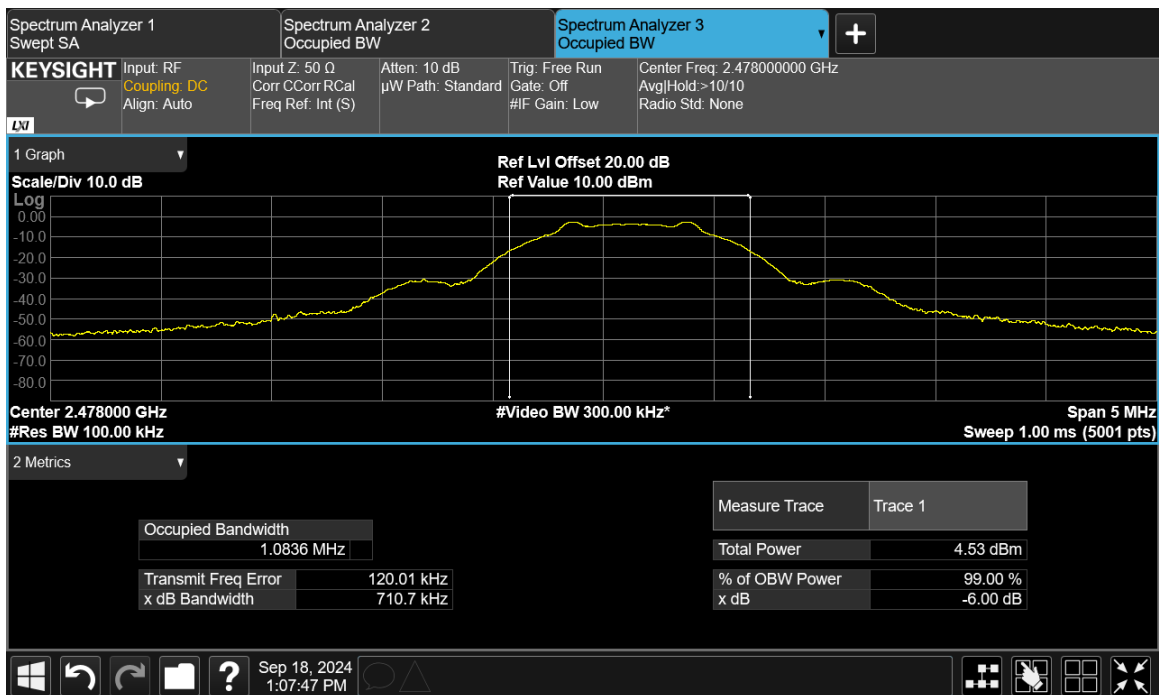 Spectrum Analyzer 1
Swept SA
Spectrum Analyzer 2
Occupied BW
Spectrum Analyzer 3
Occupied BW
▼
+
KEYSIGHT
LXI
Input: RF
Coupling: DC
Align: Auto
Input Z: 50 Ω
Corr CCorr RCal
Freq Ref: Int (S)
Atten: 10 dB
µW Path: Standard
Trig: Free Run
Gate: Off
#IF Gain: Low
Center Freq: 2.478000000 GHz
Avg|Hold:>10/10
Radio Std: None
1 Graph ▼
Scale/Div 10.0 dB
Ref Lvl Offset 20.00 dB
Ref Value 10.00 dBm
Log
0.00
-10.0
-20.0
-30.0
-40.0
-50.0
-60.0
-70.0
-80.0
Center 2.478000 GHz
#Res BW 100.00 kHz
#Video BW 300.00 kHz*
Span 5 MHz
Sweep 1.00 ms (5001 pts)
2 Metrics ▼
Occupied Bandwidth
1.0836 MHz
Transmit Freq Error 120.01 kHz
x dB Bandwidth 710.7 kHz
Measure Trace Trace 1
Total Power 4.53 dBm
% of OBW Power 99.00 %
x dB -6.00 dB
?
Sep 18, 2024
1:07:47 PM